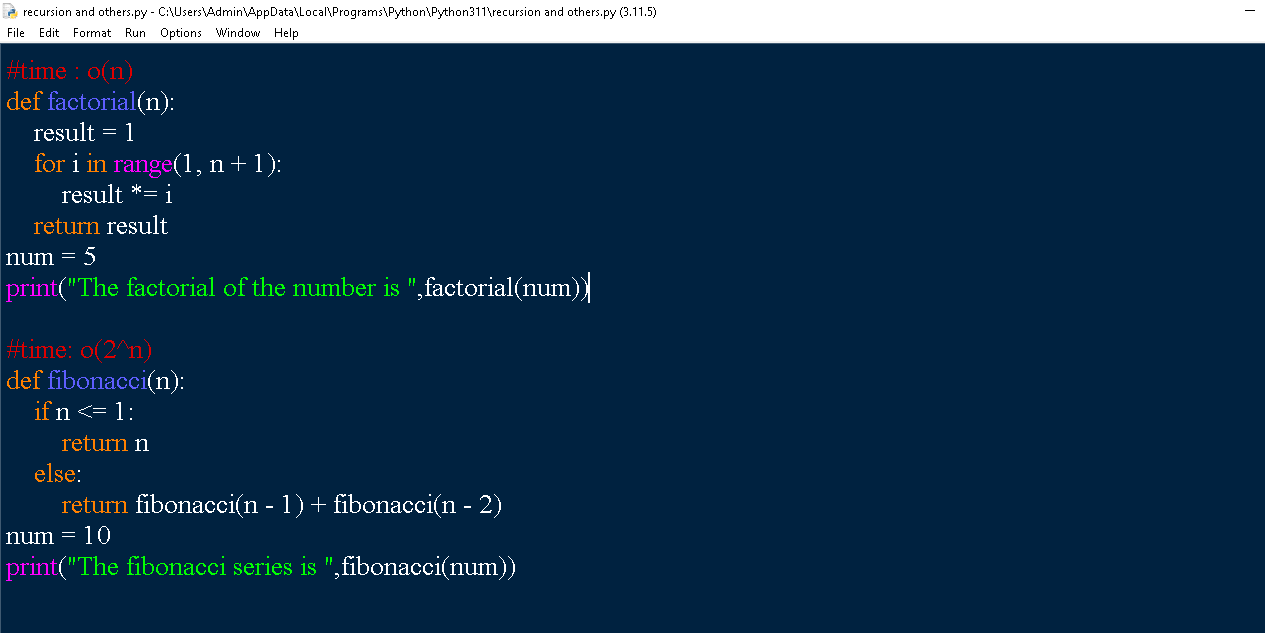 recursion and others.py - C:\Users\Admin\AppData\Local\Programs\Python\Python311\recursion and others.py (3.11.5)
File Edit Format Run Options Window Help
#time : o(n)
def factorial(n):
    result = 1
    for i in range(1, n + 1):
        result *= i
    return result
num = 5
print("The factorial of the number is ",factorial(num))
#time: o(2^n)
def fibonacci(n):
    if n <= 1:
        return n
    else:
        return fibonacci(n - 1) + fibonacci(n - 2)
num = 10
print("The fibonacci series is ",fibonacci(num))